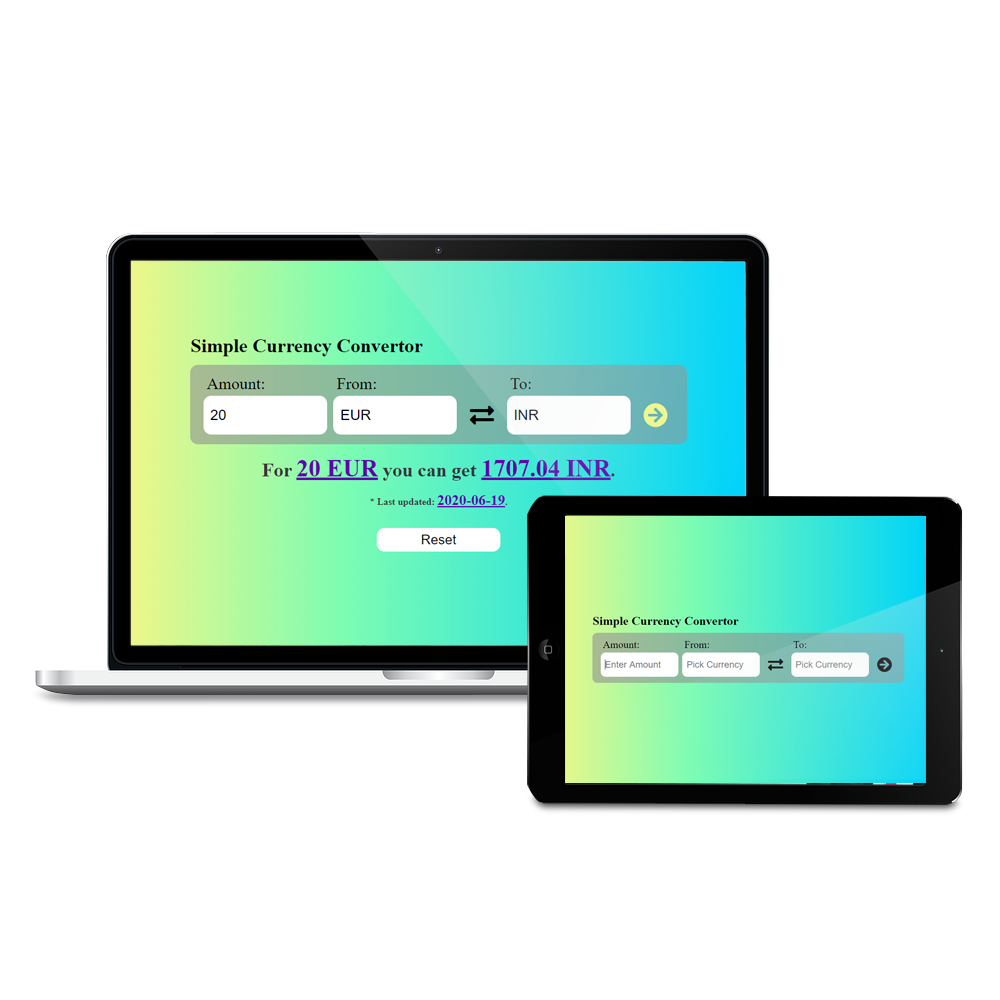 Simple Currency Convertor
Amount: From: To:
20 EUR INR
For 20 EUR you can get 1707.04 INR.
* Last updated: 2020-06-19.
Reset
Simple Currency Convertor
Amount: From: To:
Enter Amount Pick Currency Pick Currency